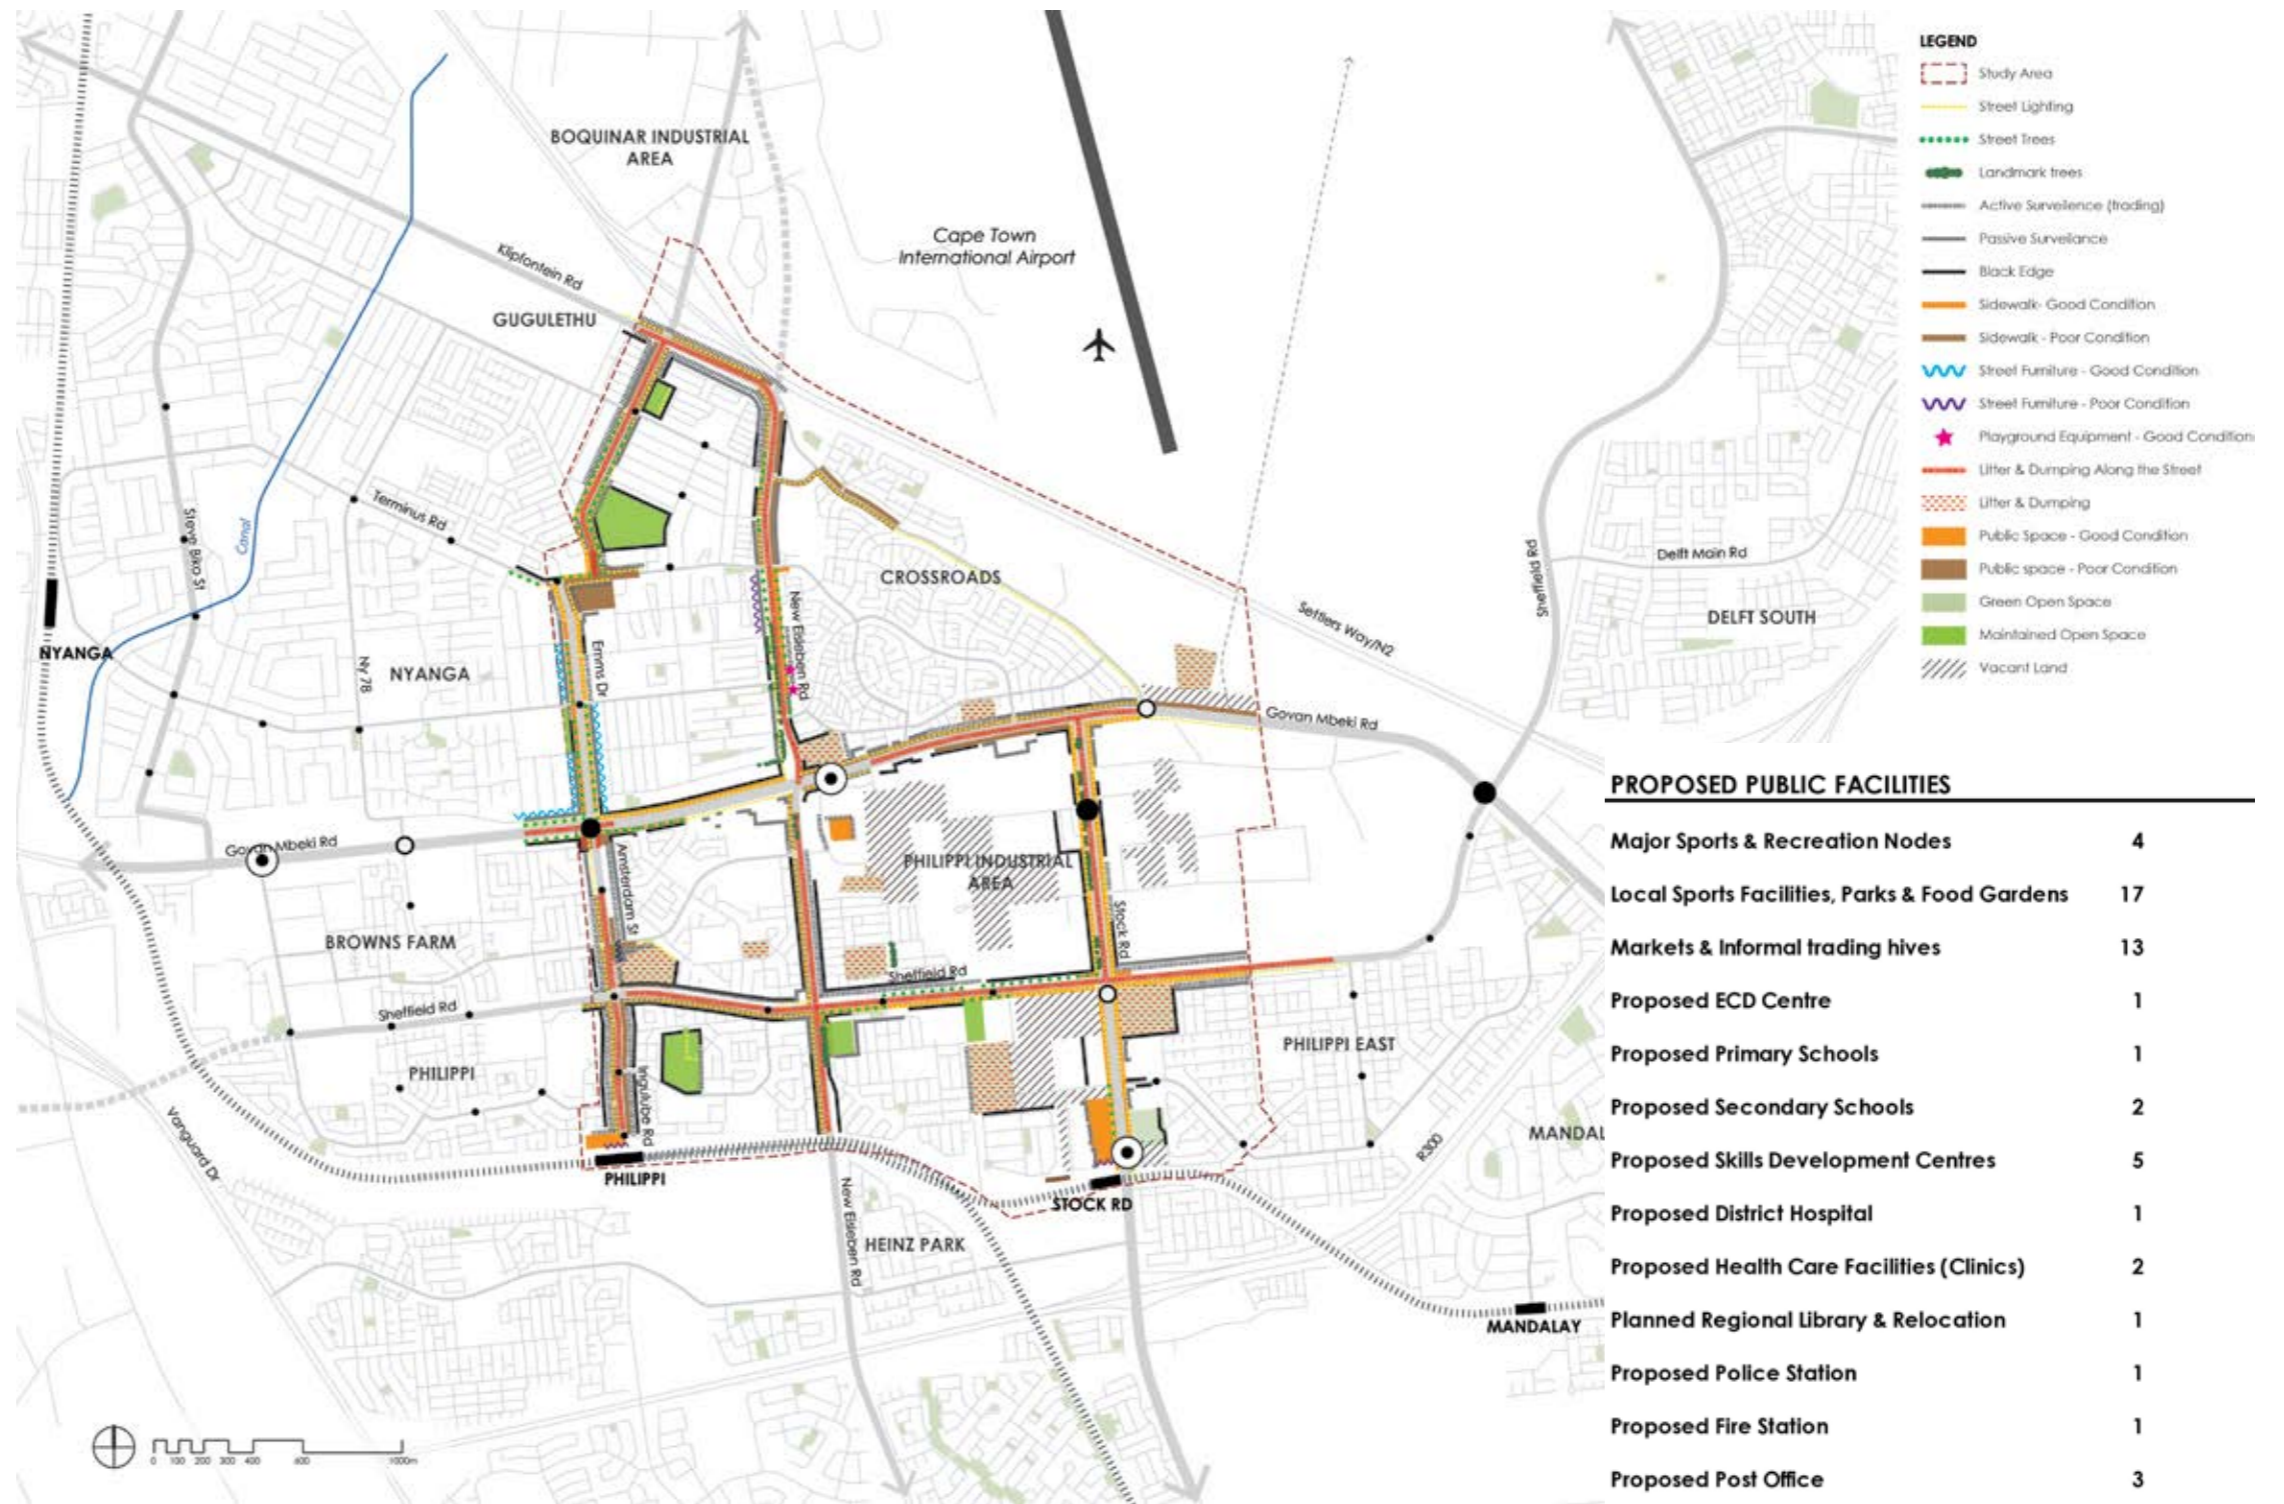 BOQUINAR INDUSTRIAL
AREA
Cape Town
International Airport
Klipfontein Rd
GUGULETHU
Terminus Rd
Canal
Steve Biko St
CROSSROADS
New Eisleben Rd
Settlers Way/N2
Sheffield Rd
Delft Main Rd
DELFT SOUTH
NYANGA
Ny 78
NYANGA
Emms Dr
Govan Mbeki Rd
Govan Mbeki Rd
Amsterdam St
PHILIPPI INDUSTRIAL
AREA
Stock Rd
BROWNS FARM
Sheffield Rd
Sheffield Rd
PHILIPPI
Ingulube Rd
PHILIPPI EAST
Vanguard Dr
R300
MANDAL
PHILIPPI
STOCK RD
New Eisleben Rd
HEINZ PARK
MANDALAY
0 100 200 300 400 600 1000m
LEGEND
Study Area
Street Lighting
Street Trees
Landmark trees
Active Surveilence (trading)
Passive Surveilance
Black Edge
Sidewalk- Good Condition
Sidewalk - Poor Condition
Street Furniture - Good Condition
Street Furniture - Poor Condition
Playground Equipment - Good Condition
Litter & Dumping Along the Street
Litter & Dumping
Public Space - Good Condition
Public space - Poor Condition
Green Open Space
Maintained Open Space
Vacant Land
PROPOSED PUBLIC FACILITIES
Major Sports & Recreation Nodes 4
Local Sports Facilities, Parks & Food Gardens 17
Markets & Informal trading hives 13
Proposed ECD Centre 1
Proposed Primary Schools 1
Proposed Secondary Schools 2
Proposed Skills Development Centres 5
Proposed District Hospital 1
Proposed Health Care Facilities (Clinics) 2
Planned Regional Library & Relocation 1
Proposed Police Station 1
Proposed Fire Station 1
Proposed Post Office 3